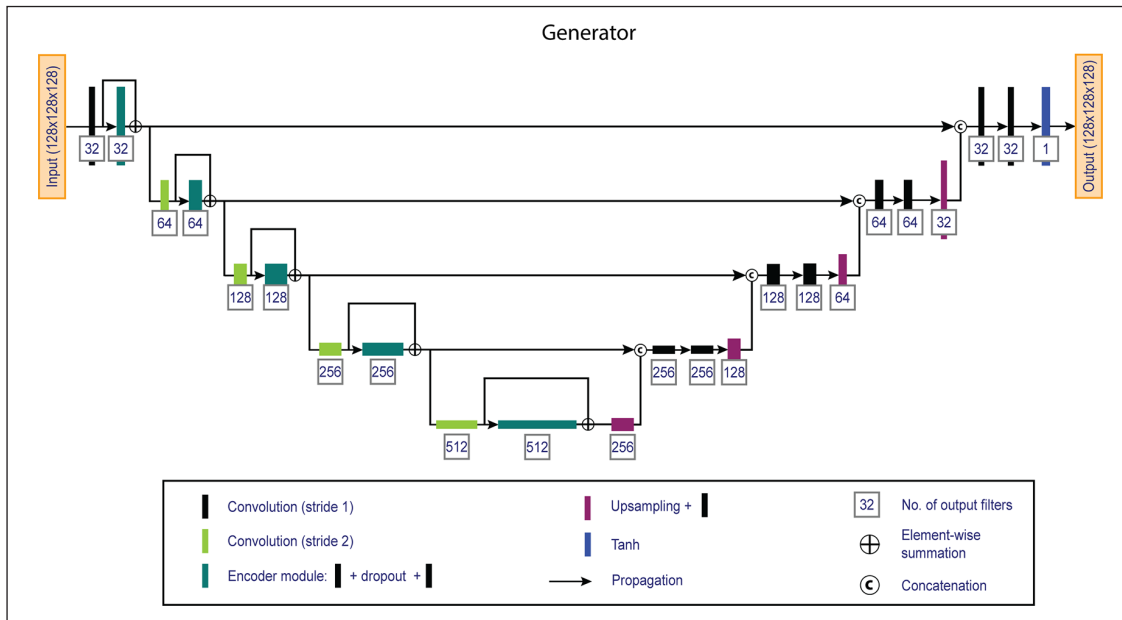 Generator
Input (128x128x128)
Output (128x128x128)
32
32
C
32
32
1
64
64
C
64
64
32
128
128
C
128
128
64
256
256
C
256
256
128
512
512
256
Convolution (stride 1)
Upsampling +
32
No. of output filters
Convolution (stride 2)
Tanh
Element-wise
summation
Encoder module:
+ dropout +
Propagation
C
Concatenation